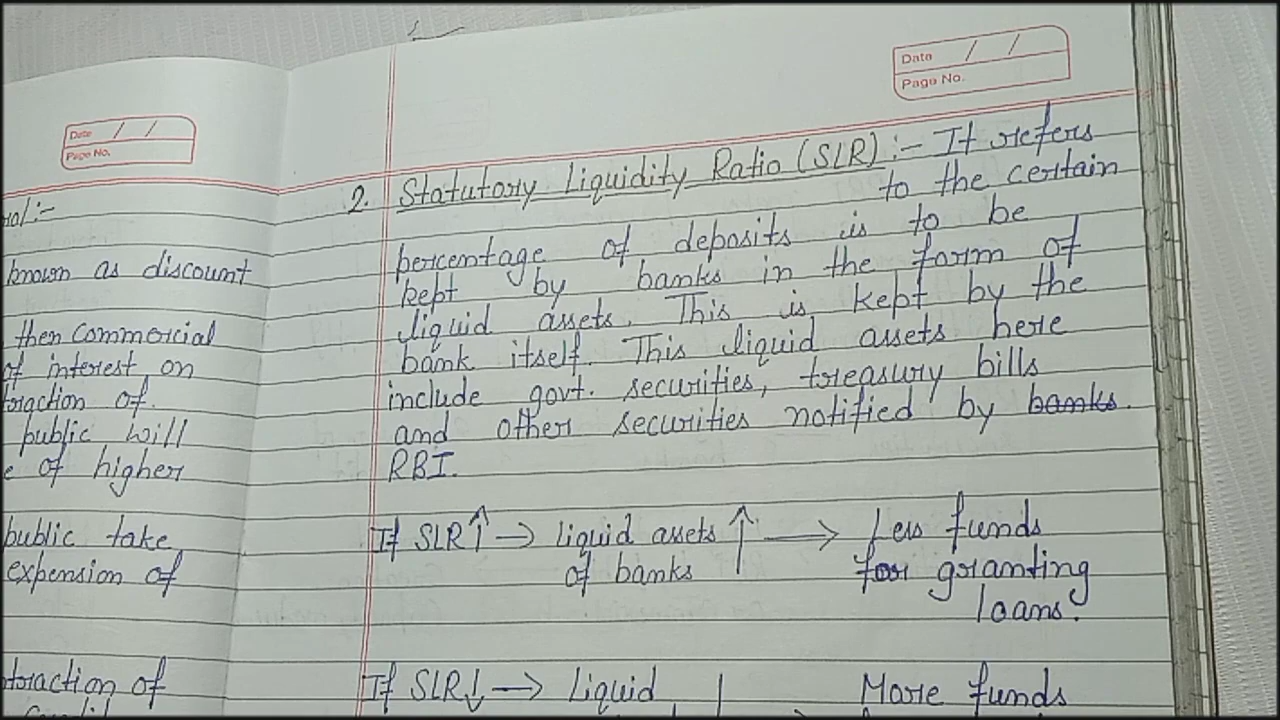 Date / /
Page No.
known as discount
then commercial
of interest on
public will
of higher
public take
expension of
of
Date / /
Page No.
2. Statutory Liquidity Ratio (SLR) :- It refers
to the certain
percentage of deposits is to be
kept by banks in the form of
liquid assets. This is kept by the
bank itself. This liquid assets here
include govt. securities, treasury bills
and other securities notified by banks.
RBI.
If SLR↑ → liquid assets ↑ → Less funds
of banks for granting
loans.
If SLR↓ → liquid More funds